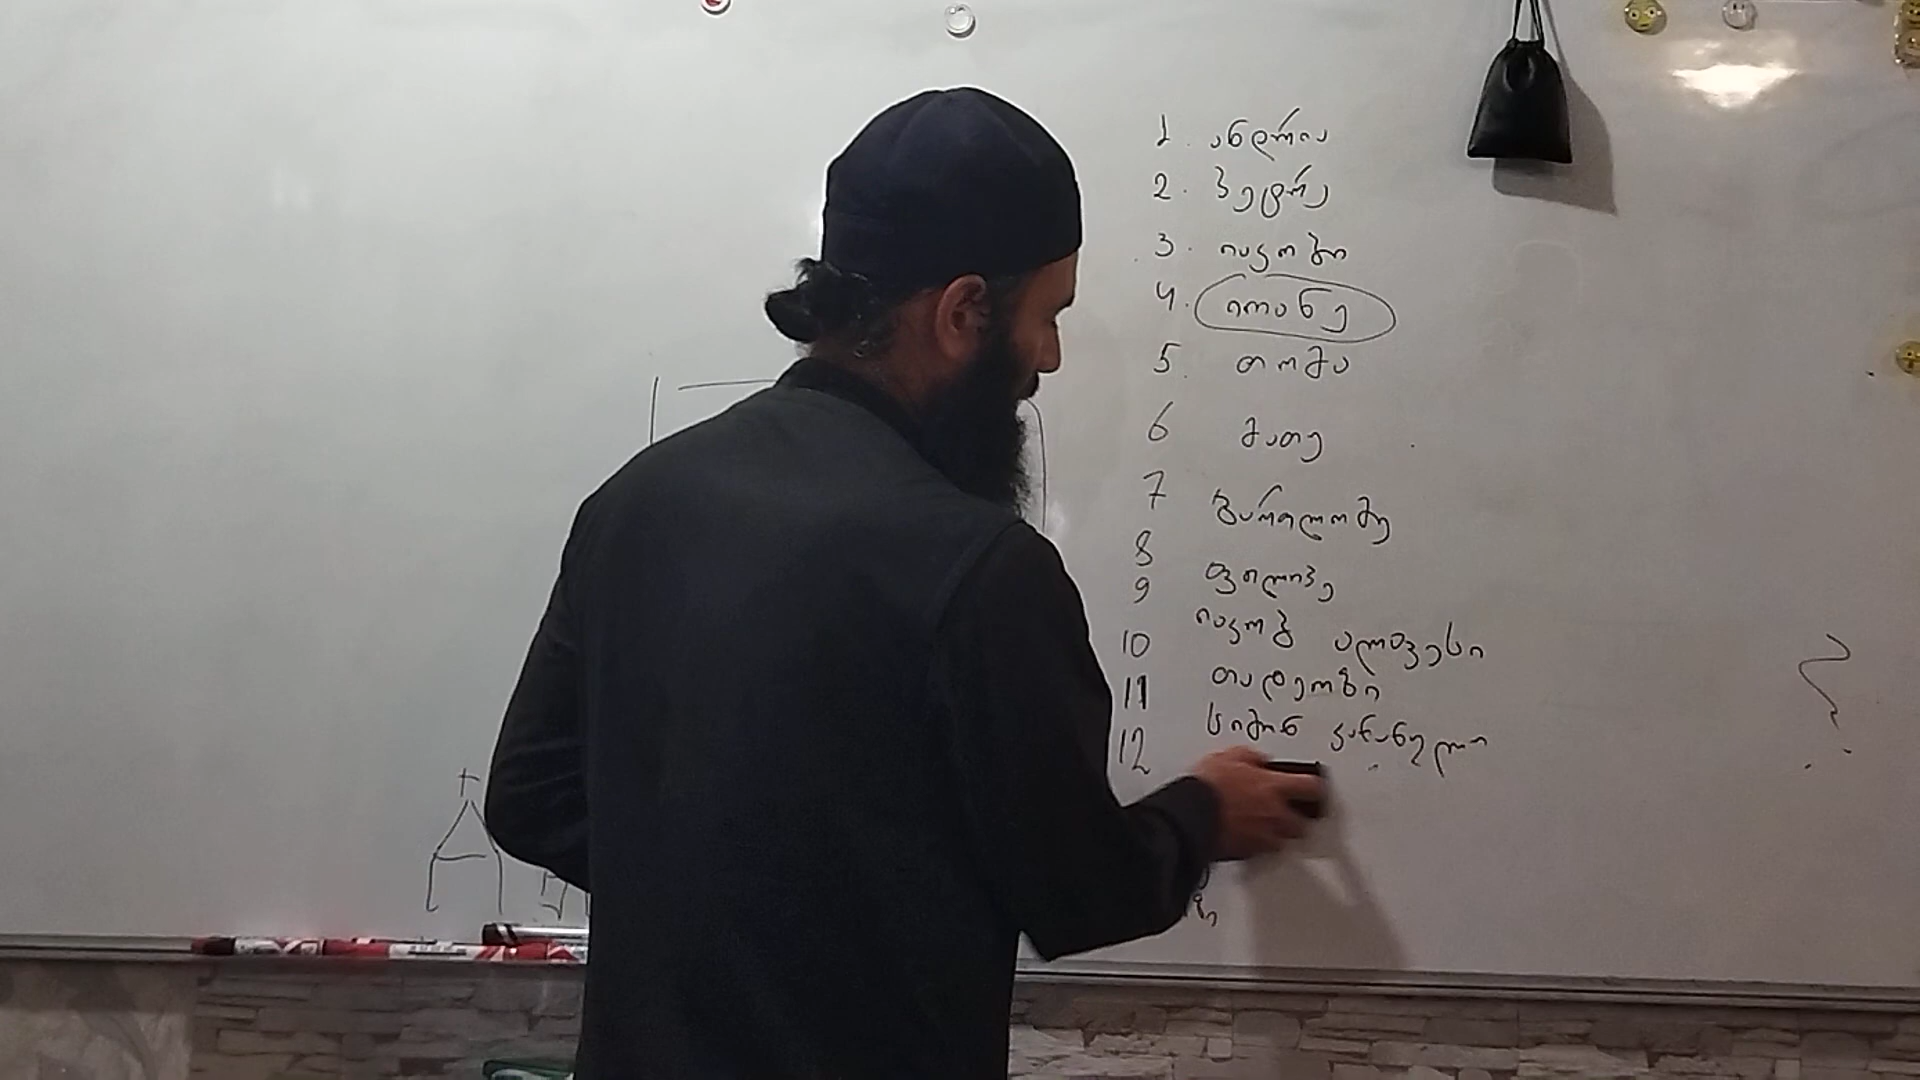 1. ანდრია
2. პეტრე
3. იაკობი
4. იოანე
5. თომა
6 მათე
7 ბართლომე
8 ფილიპე
9 იაკობ ალფესი
10 თადეოზი
11 სიმონ კანანელი
12